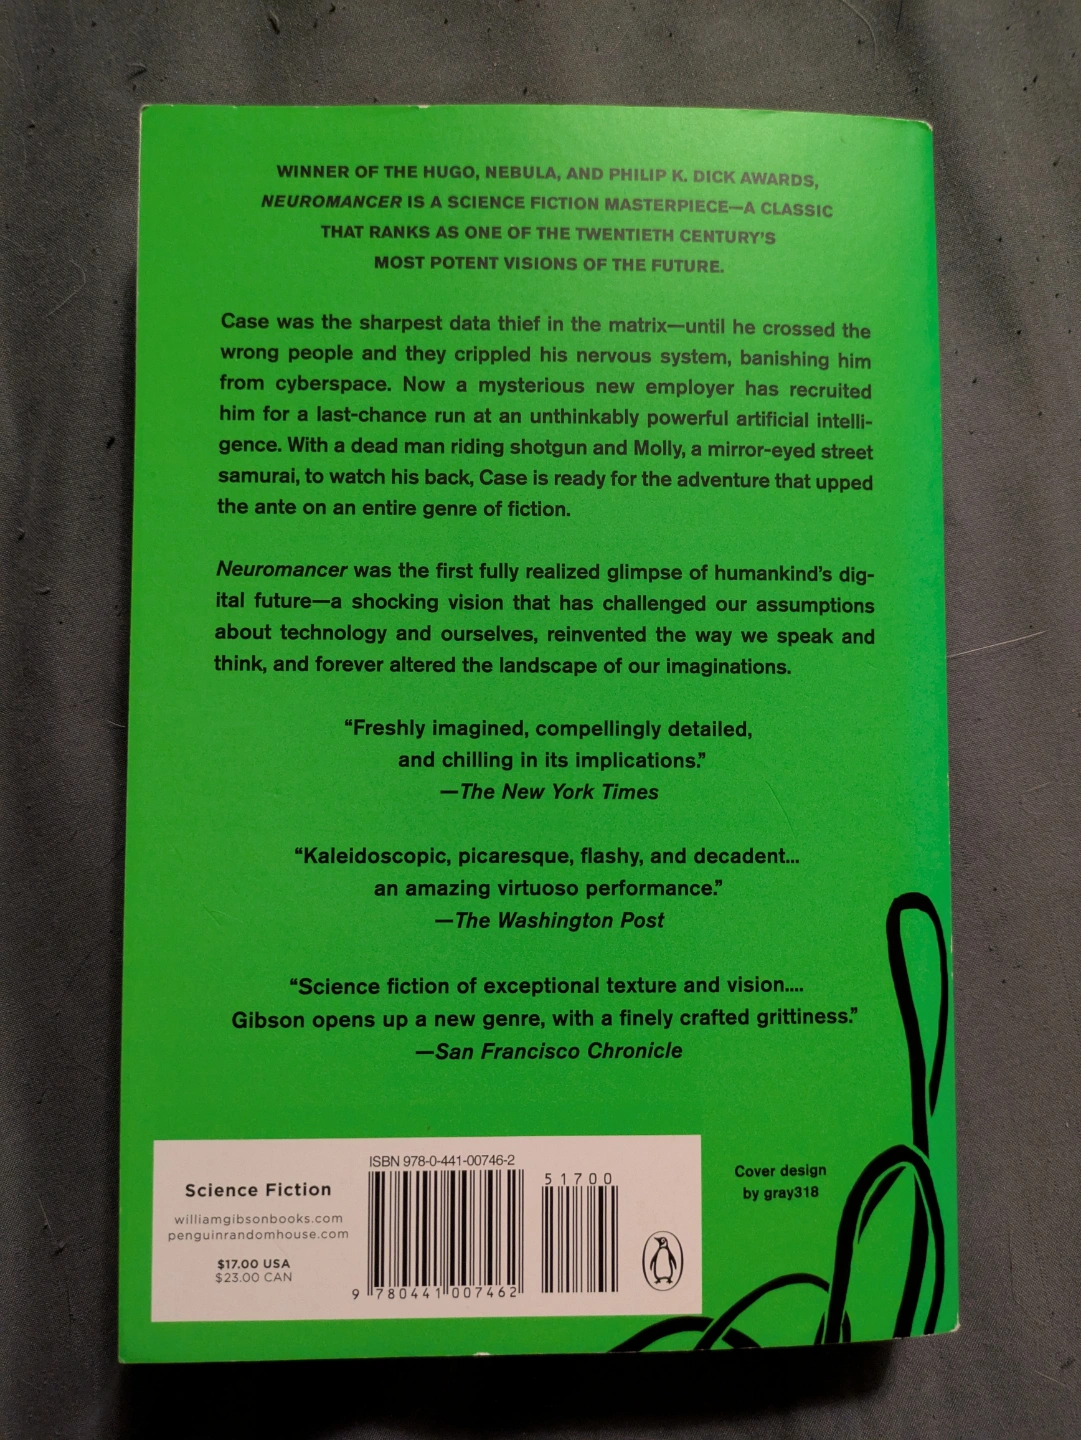 WINNER OF THE HUGO, NEBULA, AND PHILIP K. DICK AWARDS,
NEUROMANCER IS A SCIENCE FICTION MASTERPIECE—A CLASSIC
THAT RANKS AS ONE OF THE TWENTIETH CENTURY'S
MOST POTENT VISIONS OF THE FUTURE.
Case was the sharpest data thief in the matrix—until he crossed the
wrong people and they crippled his nervous system, banishing him
from cyberspace. Now a mysterious new employer has recruited
him for a last-chance run at an unthinkably powerful artificial intelli-
gence. With a dead man riding shotgun and Molly, a mirror-eyed street
samurai, to watch his back, Case is ready for the adventure that upped
the ante on an entire genre of fiction.
Neuromancer was the first fully realized glimpse of humankind's dig-
ital future—a shocking vision that has challenged our assumptions
about technology and ourselves, reinvented the way we speak and
think, and forever altered the landscape of our imaginations.
“Freshly imagined, compellingly detailed,
and chilling in its implications.”
—The New York Times
“Kaleidoscopic, picaresque, flashy, and decadent...
an amazing virtuoso performance.”
—The Washington Post
“Science fiction of exceptional texture and vision....
Gibson opens up a new genre, with a finely crafted grittiness.”
—San Francisco Chronicle
Science Fiction
williamgibsonbooks.com
penguinrandomhouse.com
$17.00 USA
$23.00 CAN
ISBN 978-0-441-00746-2
51700
9 780441 007462
Cover design
by gray318